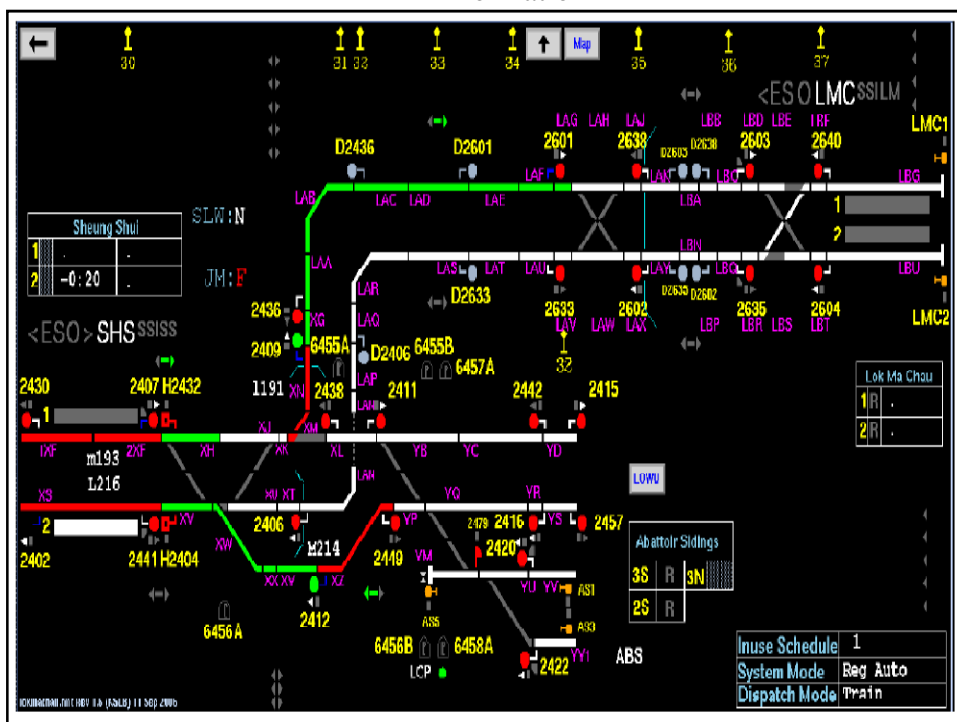 Map
30 31 32 33 34 35 36 37
<ESO LMC SSILM
LAG LAH LAJ LBB LBD LBE LBF LMC1
D2436 D2601 2601 2638 D2603 D2638 2603 2640
LAF LAN LBC
LAB LAC LAD LAE LBA LBG
Sheung Shui
1 . .
2 -0:20 .
SLW:N
1
2
LBN
LAA LAS LAT LAU LAY LBQ LBU
JM:F
LAR D2633 D2635 D2602
2436 XG LAQ 2633 2602 2635 2604 LMC2
<ESO> SHS SSISS
LAV LAW LAX LBP LBR LBS LBT
2409 6455A D2406 6455B 6457A 32
2430 2407 H2432 1191 XN 2438 LAP 2411 2442 2415
Lok Ma Chau
1 R .
2 R .
1 XJ XM
1XF 2XF XH XK XL YB YC YD
m193
L216
LAN
LOWU
XS XU XT YQ YR
2 XV 2406 YP 2479 2416 YS 2457
XW M214
2402 2441 H2404 2449 VM 2420
Abattoir Sidings
3S R 3N
2S R
XX XZ YU AS1
2412
6456A AS5 AS3
6456B 6458A
LCP 2422 YY1 ABS
Inuse Schedule 1
System Mode Reg Auto
Dispatch Mode Train